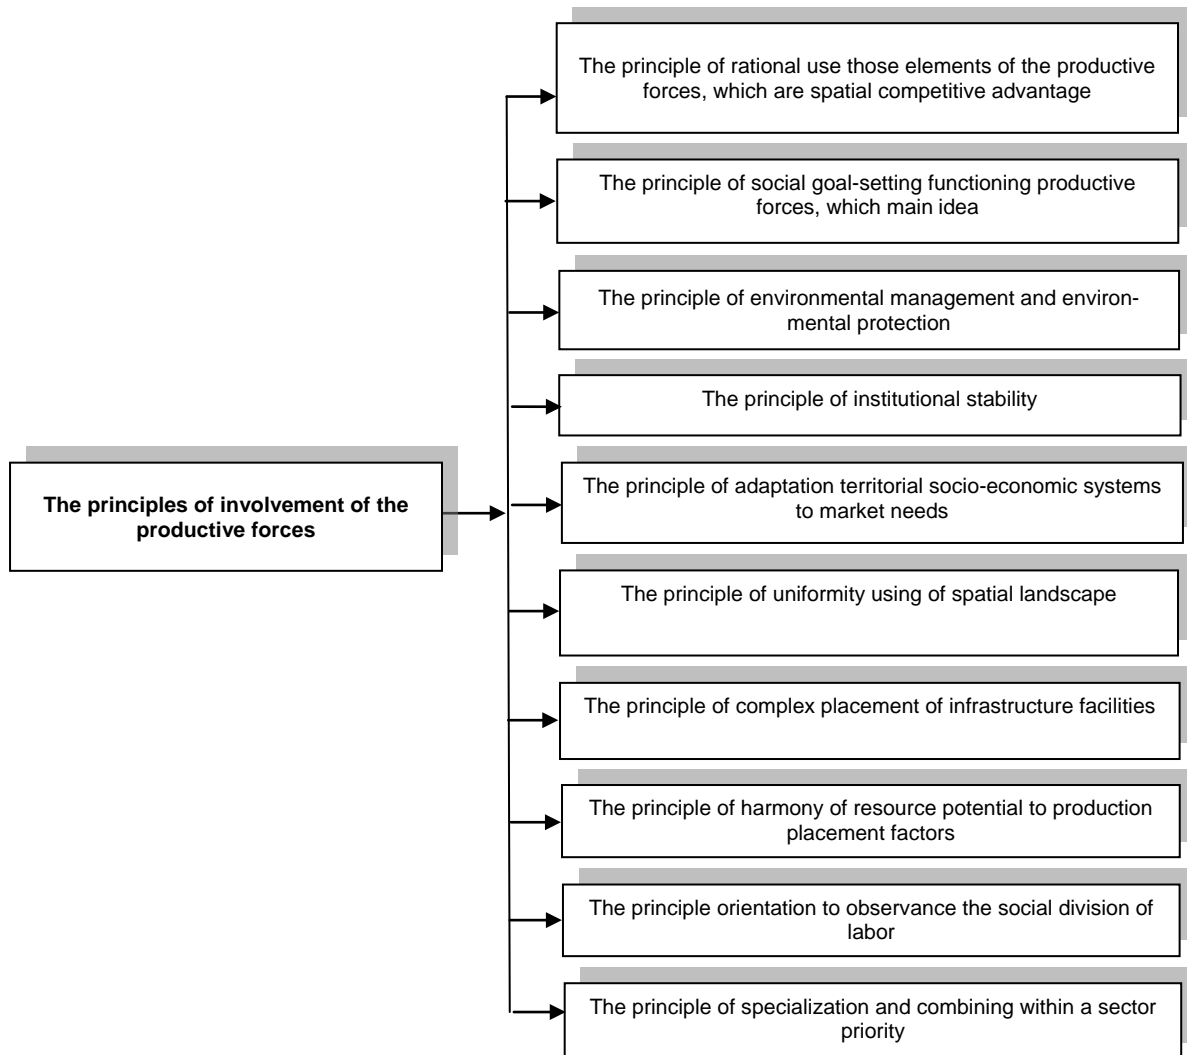 The principle of rational use those elements of the productive
forces, which are spatial competitive advantage
The principle of social goal-setting functioning productive
forces, which main idea
The principle of environmental management and environ-
mental protection
The principle of institutional stability
The principles of involvement of the
productive forces
The principle of adaptation territorial socio-economic systems
to market needs
The principle of uniformity using of spatial landscape
The principle of complex placement of infrastructure facilities
The principle of harmony of resource potential to production
placement factors
The principle orientation to observance the social division of
labor
The principle of specialization and combining within a sector
priority